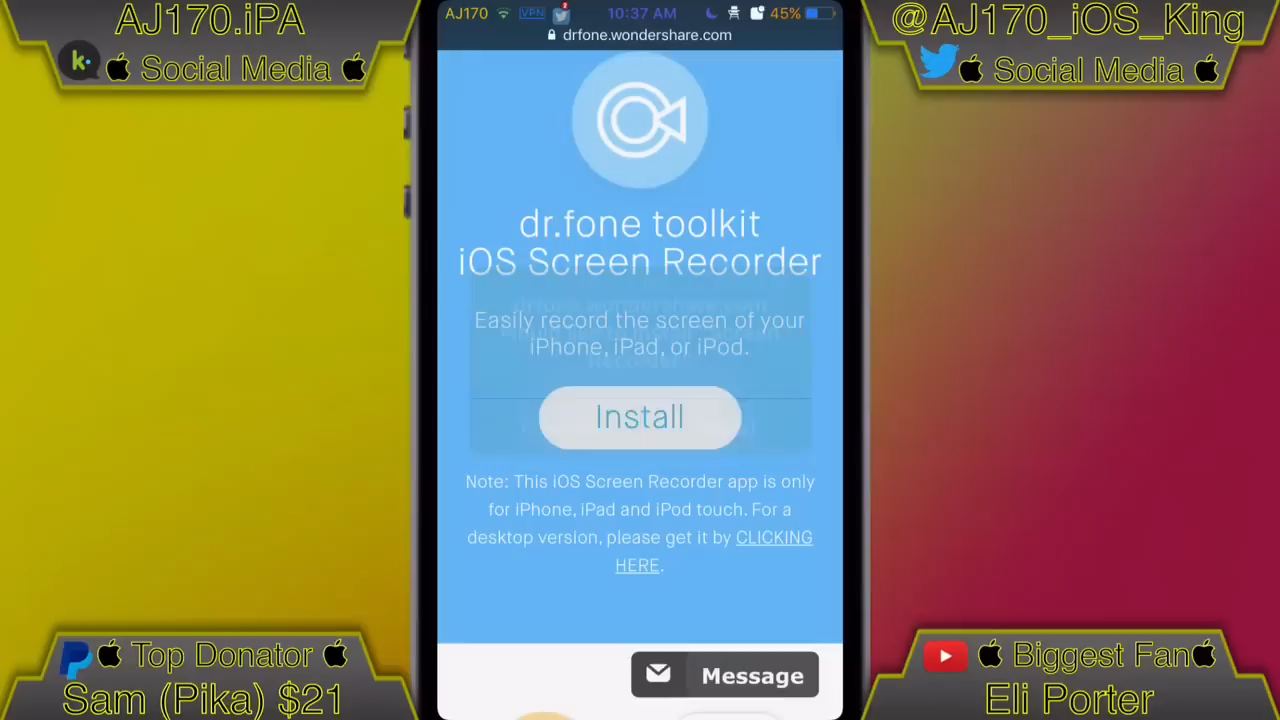 AJ170.iPA
Social Media
AJ170 VPN 2 10:37 AM 45%
drfone.wondershare.com
@AJ170_iOS_King
Social Media
dr.fone toolkit
iOS Screen Recorder
Easily record the screen of your
iPhone, iPad, or iPod.
Install
Note: This iOS Screen Recorder app is only
for iPhone, iPad and iPod touch. For a
desktop version, please get it by CLICKING
HERE.
Message
Top Donator
Sam (Pika) $21
Biggest Fan
Eli Porter